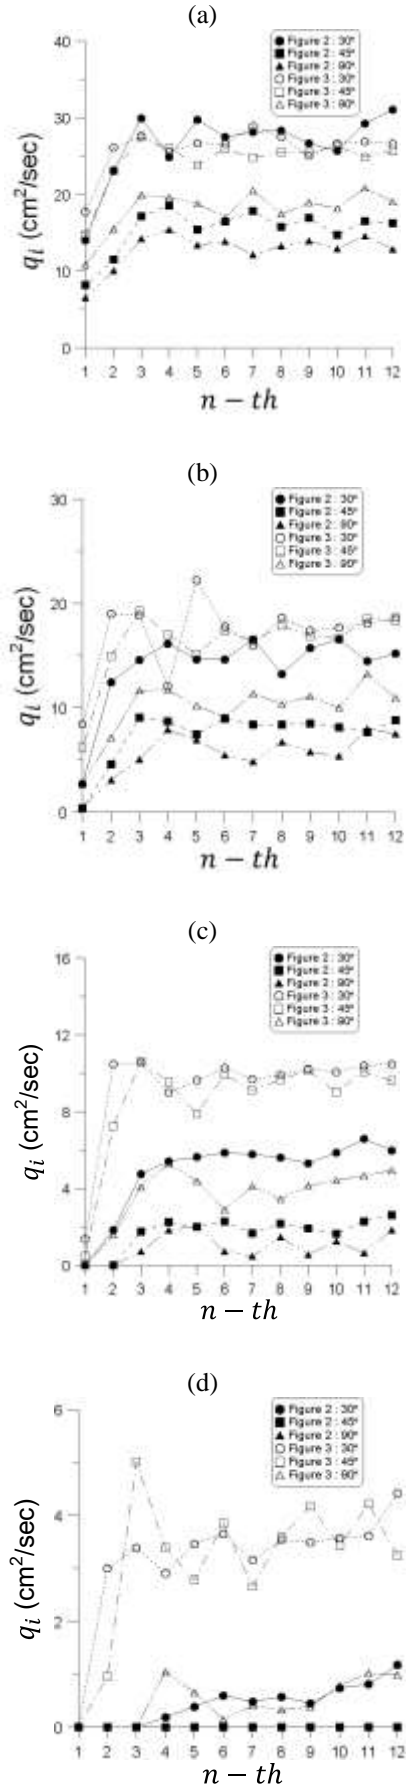 (a)
40
30
20
10
0
qᵢ (cm²/sec)
Figure 2 : 30°
Figure 2 : 45°
Figure 2 : 90°
Figure 3 : 30°
Figure 3 : 45°
Figure 3 : 90°
1 2 3 4 5 6 7 8 9 10 11 12
n − th
(b)
30
20
10
0
qᵢ (cm²/sec)
Figure 2 : 30°
Figure 2 : 45°
Figure 2 : 90°
Figure 3 : 30°
Figure 3 : 45°
Figure 3 : 90°
1 2 3 4 5 6 7 8 9 10 11 12
n − th
(c)
16
12
8
4
0
qᵢ (cm²/sec)
Figure 2 : 30°
Figure 2 : 45°
Figure 2 : 90°
Figure 3 : 30°
Figure 3 : 45°
Figure 3 : 90°
1 2 3 4 5 6 7 8 9 10 11 12
n − th
(d)
6
4
2
0
qᵢ (cm²/sec)
Figure 2 : 30°
Figure 2 : 45°
Figure 2 : 90°
Figure 3 : 30°
Figure 3 : 45°
Figure 3 : 90°
1 2 3 4 5 6 7 8 9 10 11 12
n − th